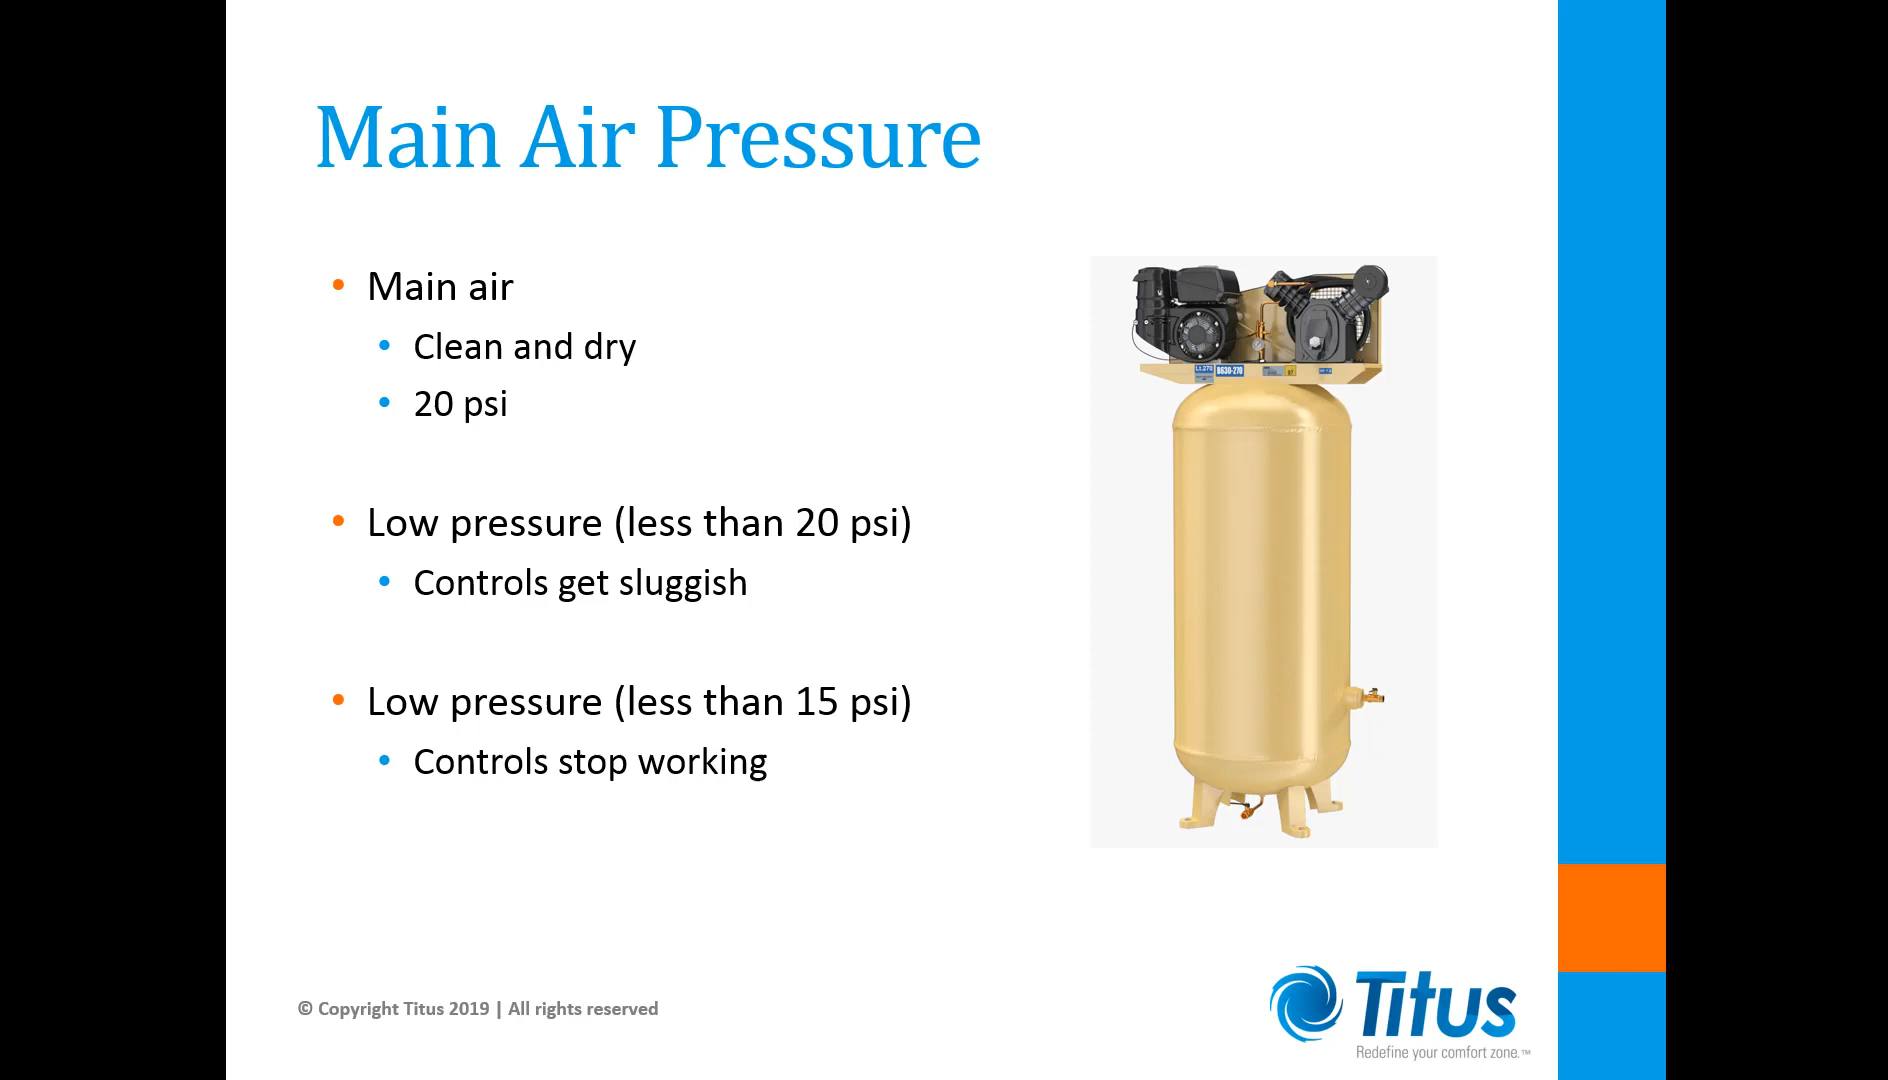 Main Air Pressure
• Main air
• Clean and dry
• 20 psi
• Low pressure (less than 20 psi)
• Controls get sluggish
• Low pressure (less than 15 psi)
• Controls stop working
© Copyright Titus 2019 | All rights reserved
Titus
Redefine your comfort zone.™